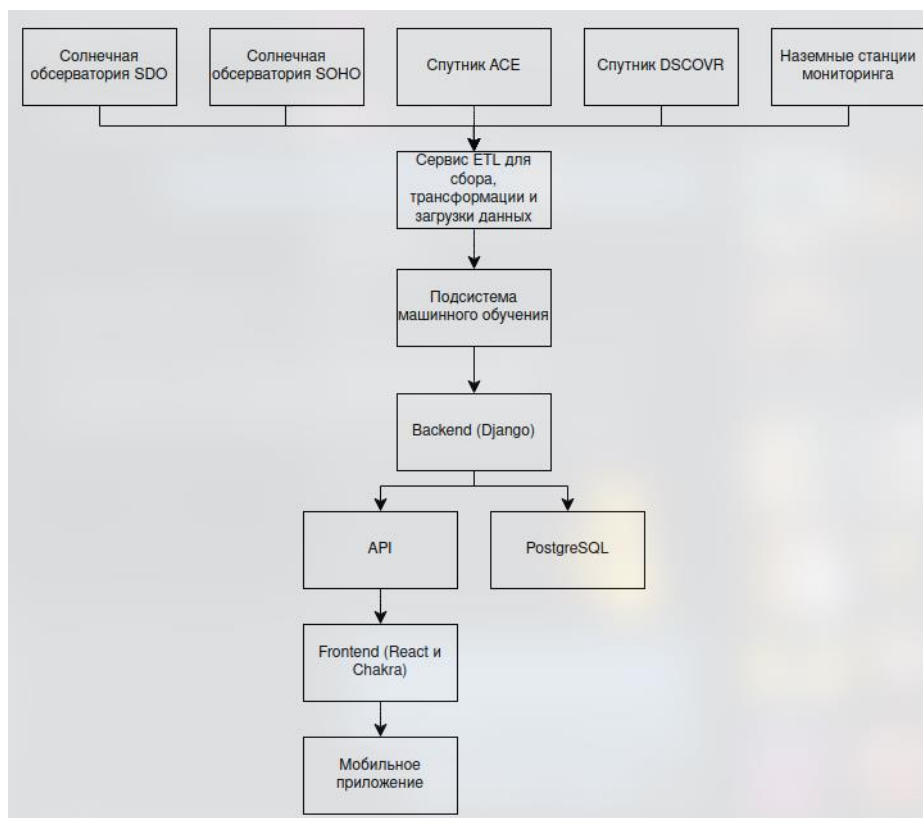 Солнечная
обсерватория SDO
Солнечная
обсерватория SOHO
Спутник ACE
Спутник DSCOVR
Наземные станции
мониторинга
Сервис ETL для
сбора,
трансформации и
загрузки данных
Подсистема
машинного обучения
Backend (Django)
API
PostgreSQL
Frontend (React и
Chakra)
Мобильное
приложение